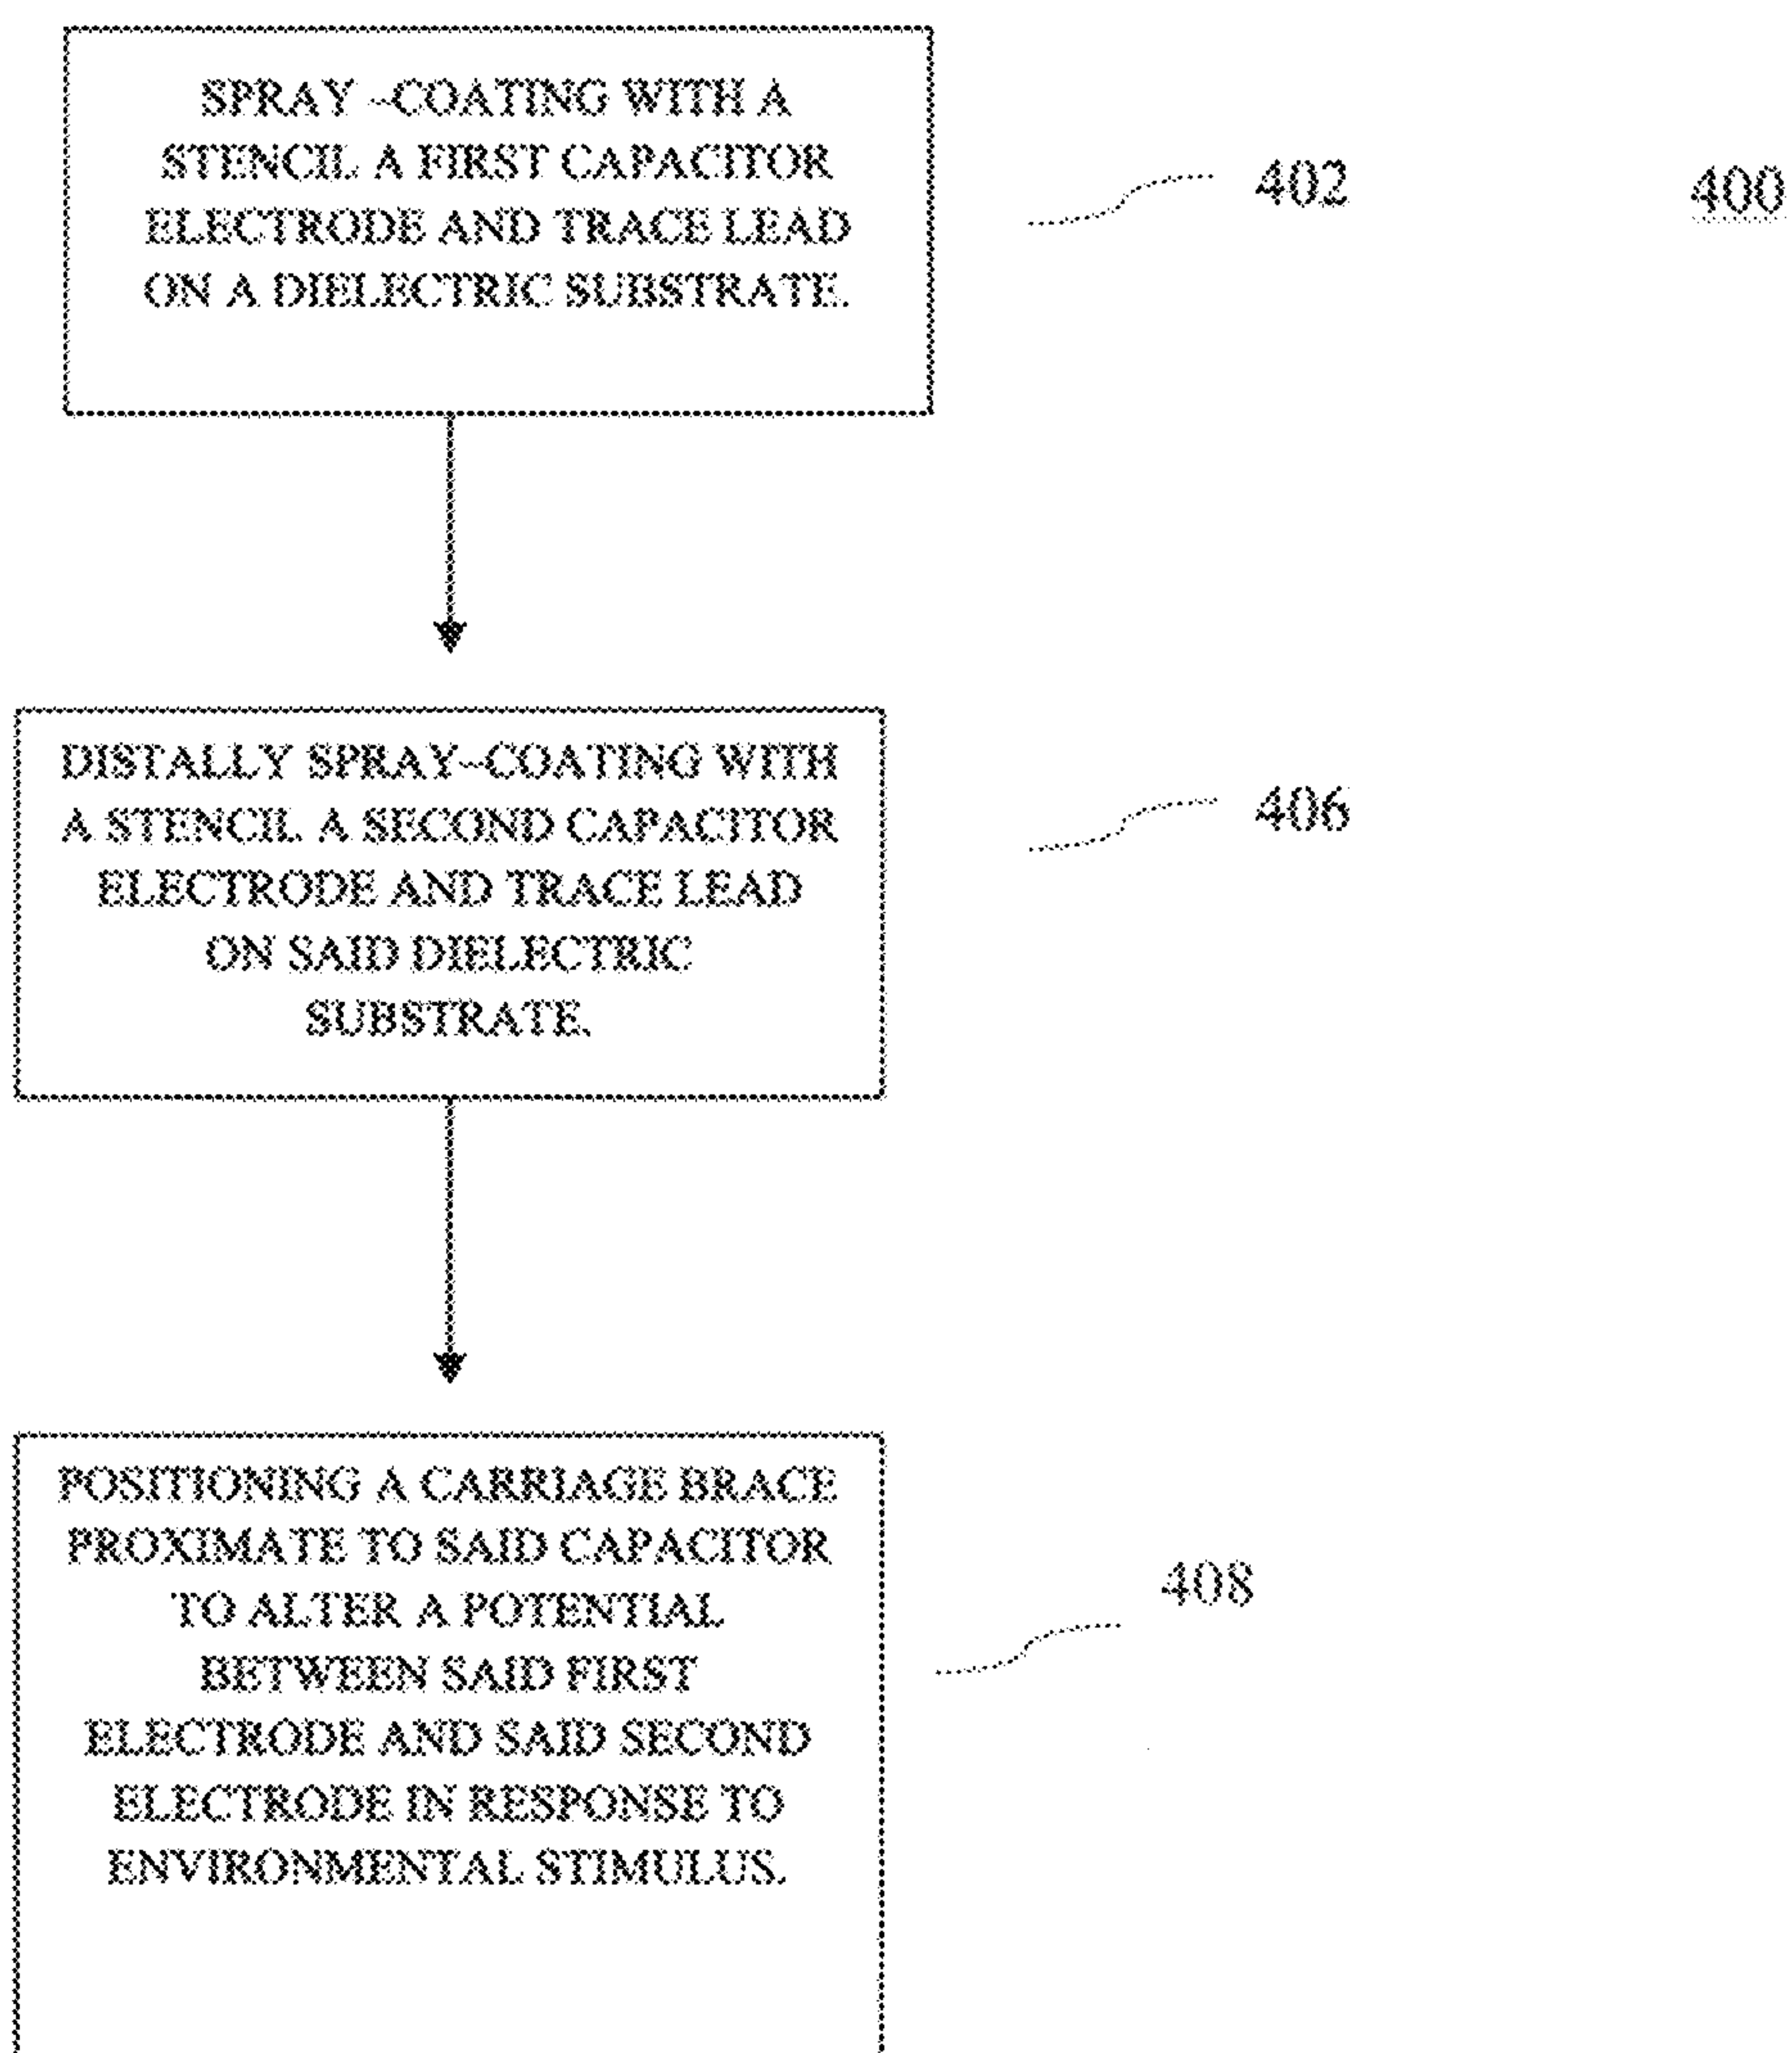 SPRAY -COATING WITH A
STENCIL A FIRST CAPACITOR
ELECTRODE AND TRACE LEAD
ON A DIELECTRIC SUBSTRATE.
402
400
DISTALLY SPRAY-COATING WITH
A STENCIL A SECOND CAPACITOR
ELECTRODE AND TRACE LEAD
ON SAID DIELECTRIC
SUBSTRATE.
406
POSITIONING A CARRIAGE BRACE
PROXIMATE TO SAID CAPACITOR
TO ALTER A POTENTIAL
BETWEEN SAID FIRST
ELECTRODE AND SAID SECOND
ELECTRODE IN RESPONSE TO
ENVIRONMENTAL STIMULUS.
408